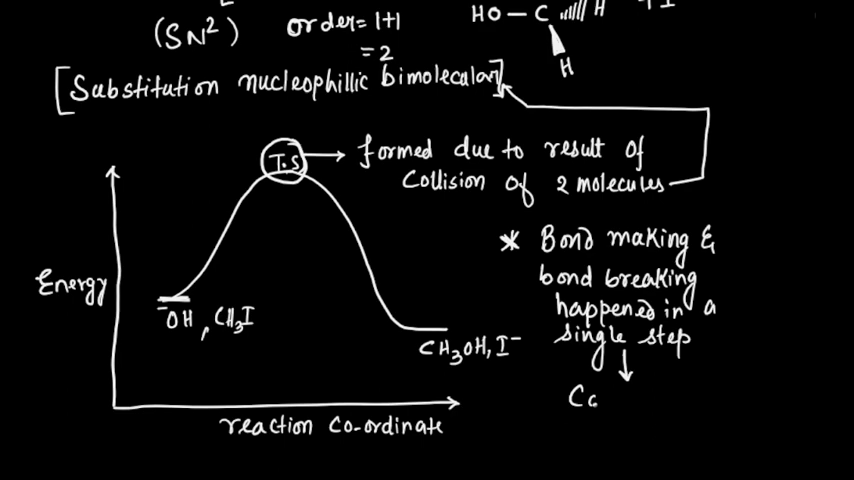 (SN²) order= 1+1
= 2
HO — C H + I
H
[Substitution nucleophillic bimolecular]
T.S → formed due to result of
Collision of 2 molecules
Energy
* Bond making &
bond breaking
happened in a
single step
⁻OH , CH₃I
CH₃OH, I⁻
Co
reaction Co-ordinate